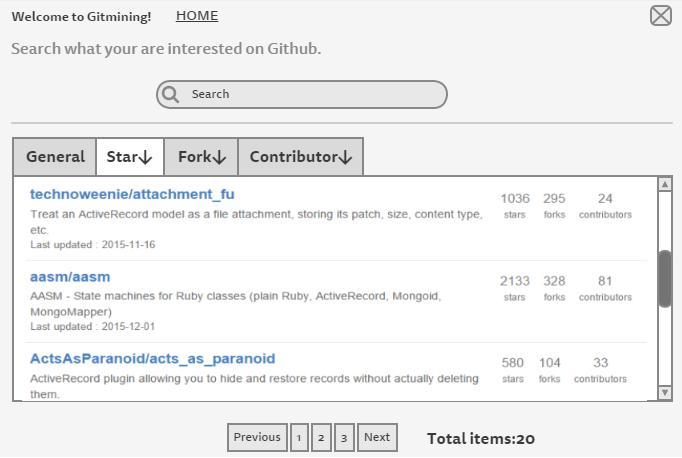 Welcome to Gitmining! HOME
Search what your are interested on Github.
Search
General Star↓ Fork↓ Contributor↓
technoweenie/attachment_fu 1036 295 24
stars forks contributors
Treat an ActiveRecord model as a file attachment, storing its patch, size, content type,
etc.
Last updated : 2015-11-16
aasm/aasm 2133 328 81
stars forks contributors
AASM - State machines for Ruby classes (plain Ruby, ActiveRecord, Mongoid,
MongoMapper)
Last updated : 2015-12-01
ActsAsParanoid/acts_as_paranoid 580 104 33
stars forks contributors
ActiveRecord plugin allowing you to hide and restore records without actually deleting
them.
Previous 1 2 3 Next Total items:20